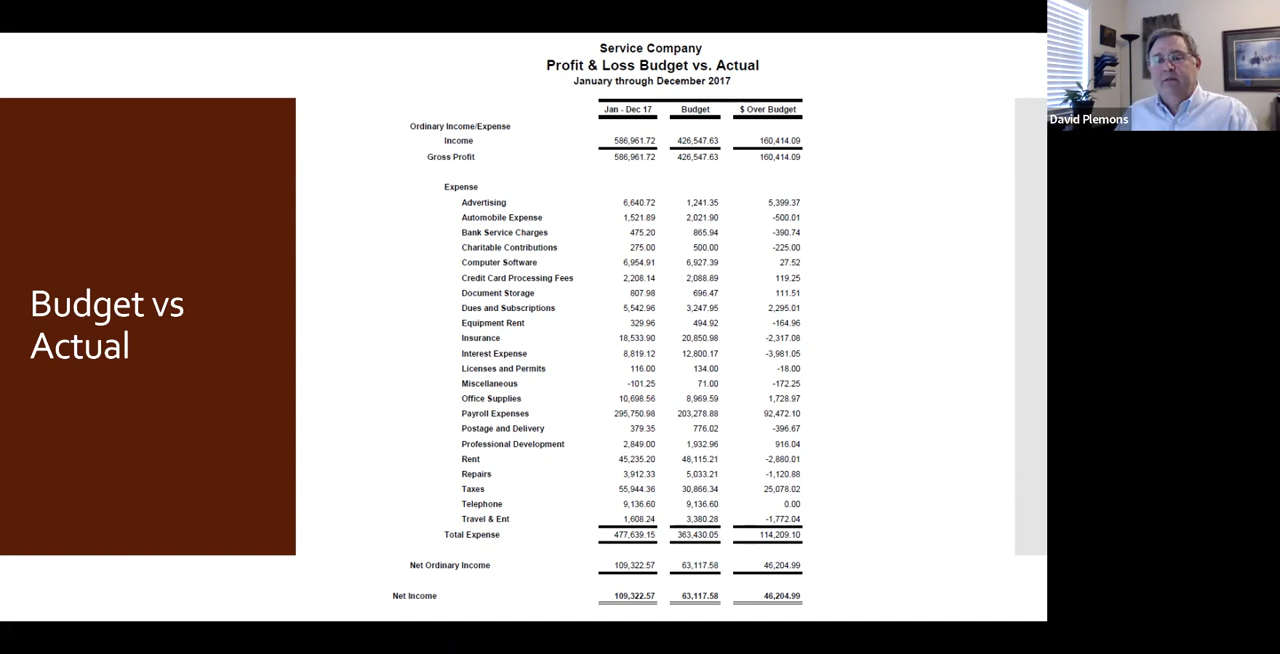 Service Company
Profit & Loss Budget vs. Actual
January through December 2017
David Plemons
Budget vs
Actual
Jan - Dec 17 Budget $ Over Budget
Ordinary Income/Expense
Income 586,961.72 426,547.63 160,414.09
Gross Profit 586,961.72 426,547.63 160,414.09
Expense
Advertising 6,640.72 1,241.35 5,399.37
Automobile Expense 1,521.89 2,021.90 -500.01
Bank Service Charges 475.20 865.94 -390.74
Charitable Contributions 275.00 500.00 -225.00
Computer Software 6,954.91 6,927.39 27.52
Credit Card Processing Fees 2,208.14 2,088.89 119.25
Document Storage 807.98 696.47 111.51
Dues and Subscriptions 5,542.96 3,247.95 2,295.01
Equipment Rent 329.96 494.92 -164.96
Insurance 18,533.90 20,850.98 -2,317.08
Interest Expense 8,819.12 12,800.17 -3,981.05
Licenses and Permits 116.00 134.00 -18.00
Miscellaneous -101.25 71.00 -172.25
Office Supplies 10,698.56 8,969.59 1,728.97
Payroll Expenses 295,750.98 203,278.88 92,472.10
Postage and Delivery 379.35 776.02 -396.67
Professional Development 2,849.00 1,932.96 916.04
Rent 45,235.20 48,115.21 -2,880.01
Repairs 3,912.33 5,033.21 -1,120.88
Taxes 55,944.36 30,866.34 25,078.02
Telephone 9,136.60 9,136.60 0.00
Travel & Ent 1,608.24 3,380.28 -1,772.04
Total Expense 477,639.15 363,430.05 114,209.10
Net Ordinary Income 109,322.57 63,117.58 46,204.99
Net Income 109,322.57 63,117.58 46,204.99